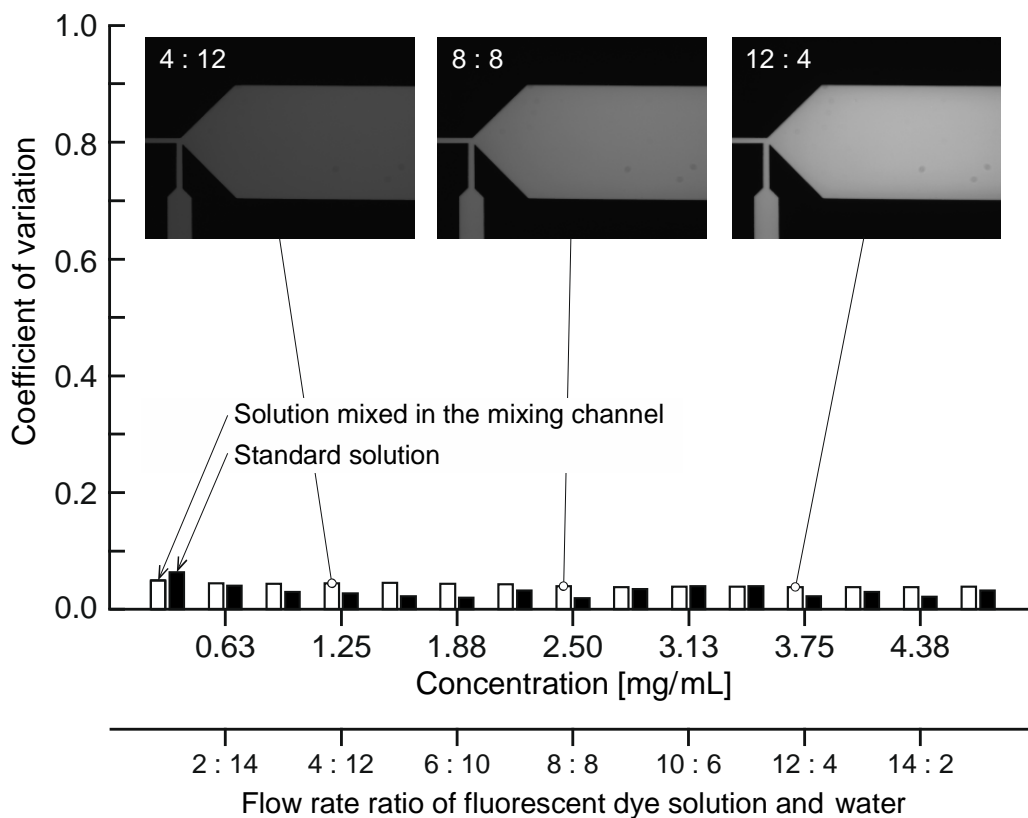 1.0
0.8
0.6
0.4
0.2
0.0
Coefficient of variation
4 : 12
8 : 8
12 : 4
Solution mixed in the mixing channel
Standard solution
0.63 1.25 1.88 2.50 3.13 3.75 4.38
Concentration [mg/mL]
2 : 14 4 : 12 6 : 10 8 : 8 10 : 6 12 : 4 14 : 2
Flow rate ratio of fluorescent dye solution and water